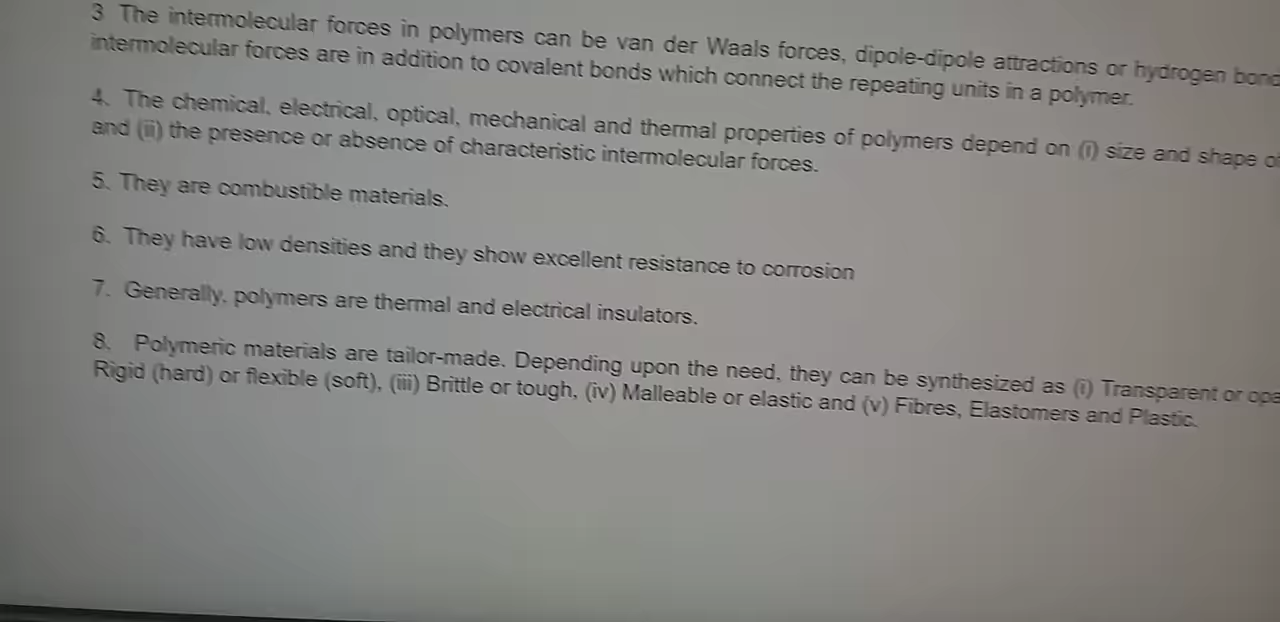 3 The intermolecular forces in polymers can be van der Waals forces, dipole-dipole attractions or hydrogen
intermolecular forces are in addition to covalent bonds which connect the repeating units in a polymer.
4. The chemical, electrical, optical, mechanical and thermal properties of polymers depend on (i) size and shape
and (ii) the presence or absence of characteristic intermolecular forces.
5. They are combustible materials.
6. They have low densities and they show excellent resistance to corrosion
7. Generally, polymers are thermal and electrical insulators.
8. Polymeric materials are tailor-made. Depending upon the need, they can be synthesized as (i) Transparent or
Rigid (hard) or flexible (soft), (iii) Brittle or tough, (iv) Malleable or elastic and (v) Fibres, Elastomers and Plastic.